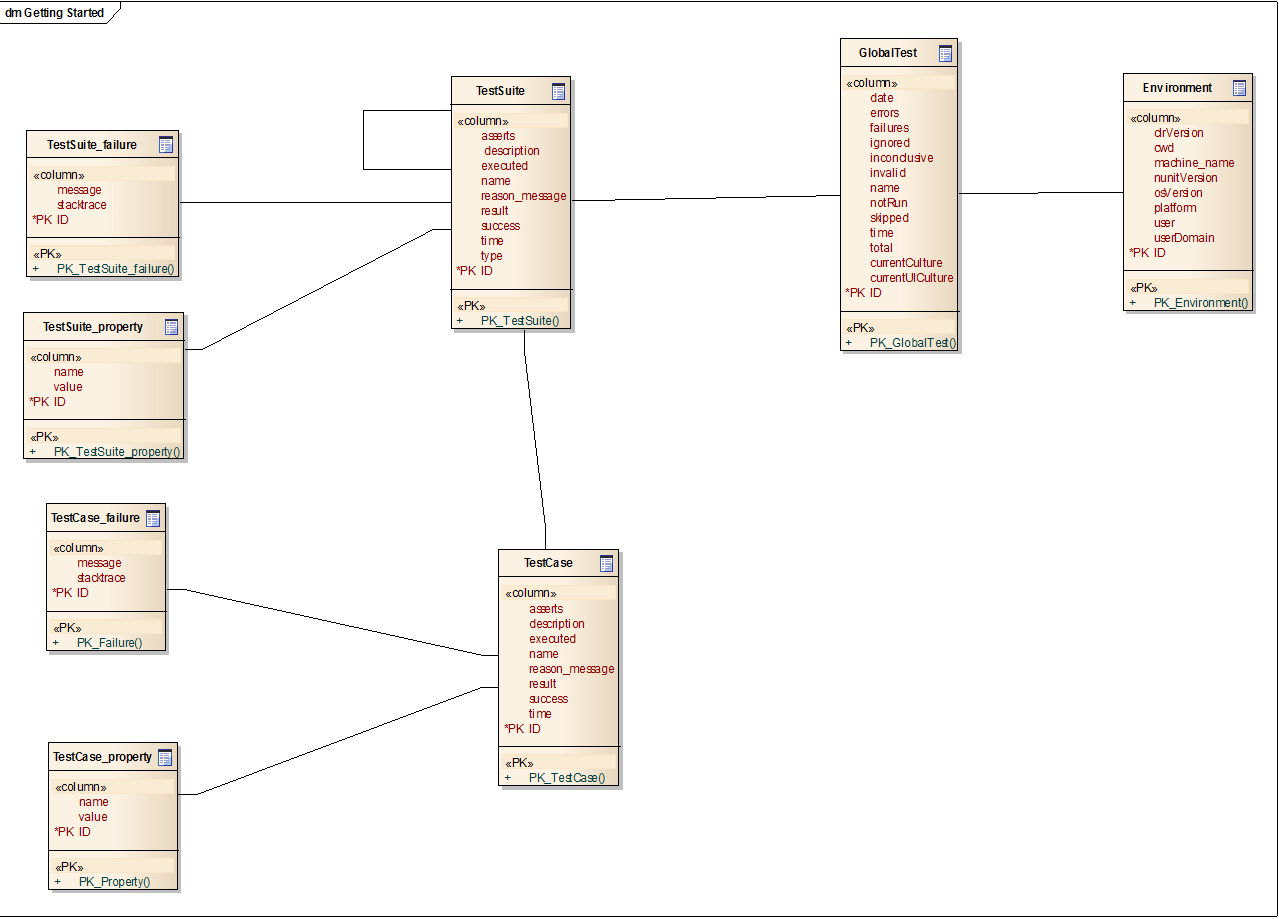 dm Getting Started
TestSuite_failure
«column»
message
stacktrace
*PK ID
«PK»
+ PK_TestSuite_failure()
TestSuite_property
«column»
name
value
*PK ID
«PK»
+ PK_TestSuite_property()
TestCase_failure
«column»
message
stacktrace
*PK ID
«PK»
+ PK_Failure()
TestCase_property
«column»
name
value
*PK ID
«PK»
+ PK_Property()
TestSuite
«column»
asserts
description
executed
name
reason_message
result
success
time
type
*PK ID
«PK»
+ PK_TestSuite()
TestCase
«column»
asserts
description
executed
name
reason_message
result
success
time
*PK ID
«PK»
+ PK_TestCase()
GlobalTest
«column»
date
errors
failures
ignored
inconclusive
invalid
name
notRun
skipped
time
total
currentCulture
currentUICulture
*PK ID
«PK»
+ PK_GlobalTest()
Environment
«column»
clrVersion
cwd
machine_name
nunitVersion
osVersion
platform
user
userDomain
*PK ID
«PK»
+ PK_Environment()